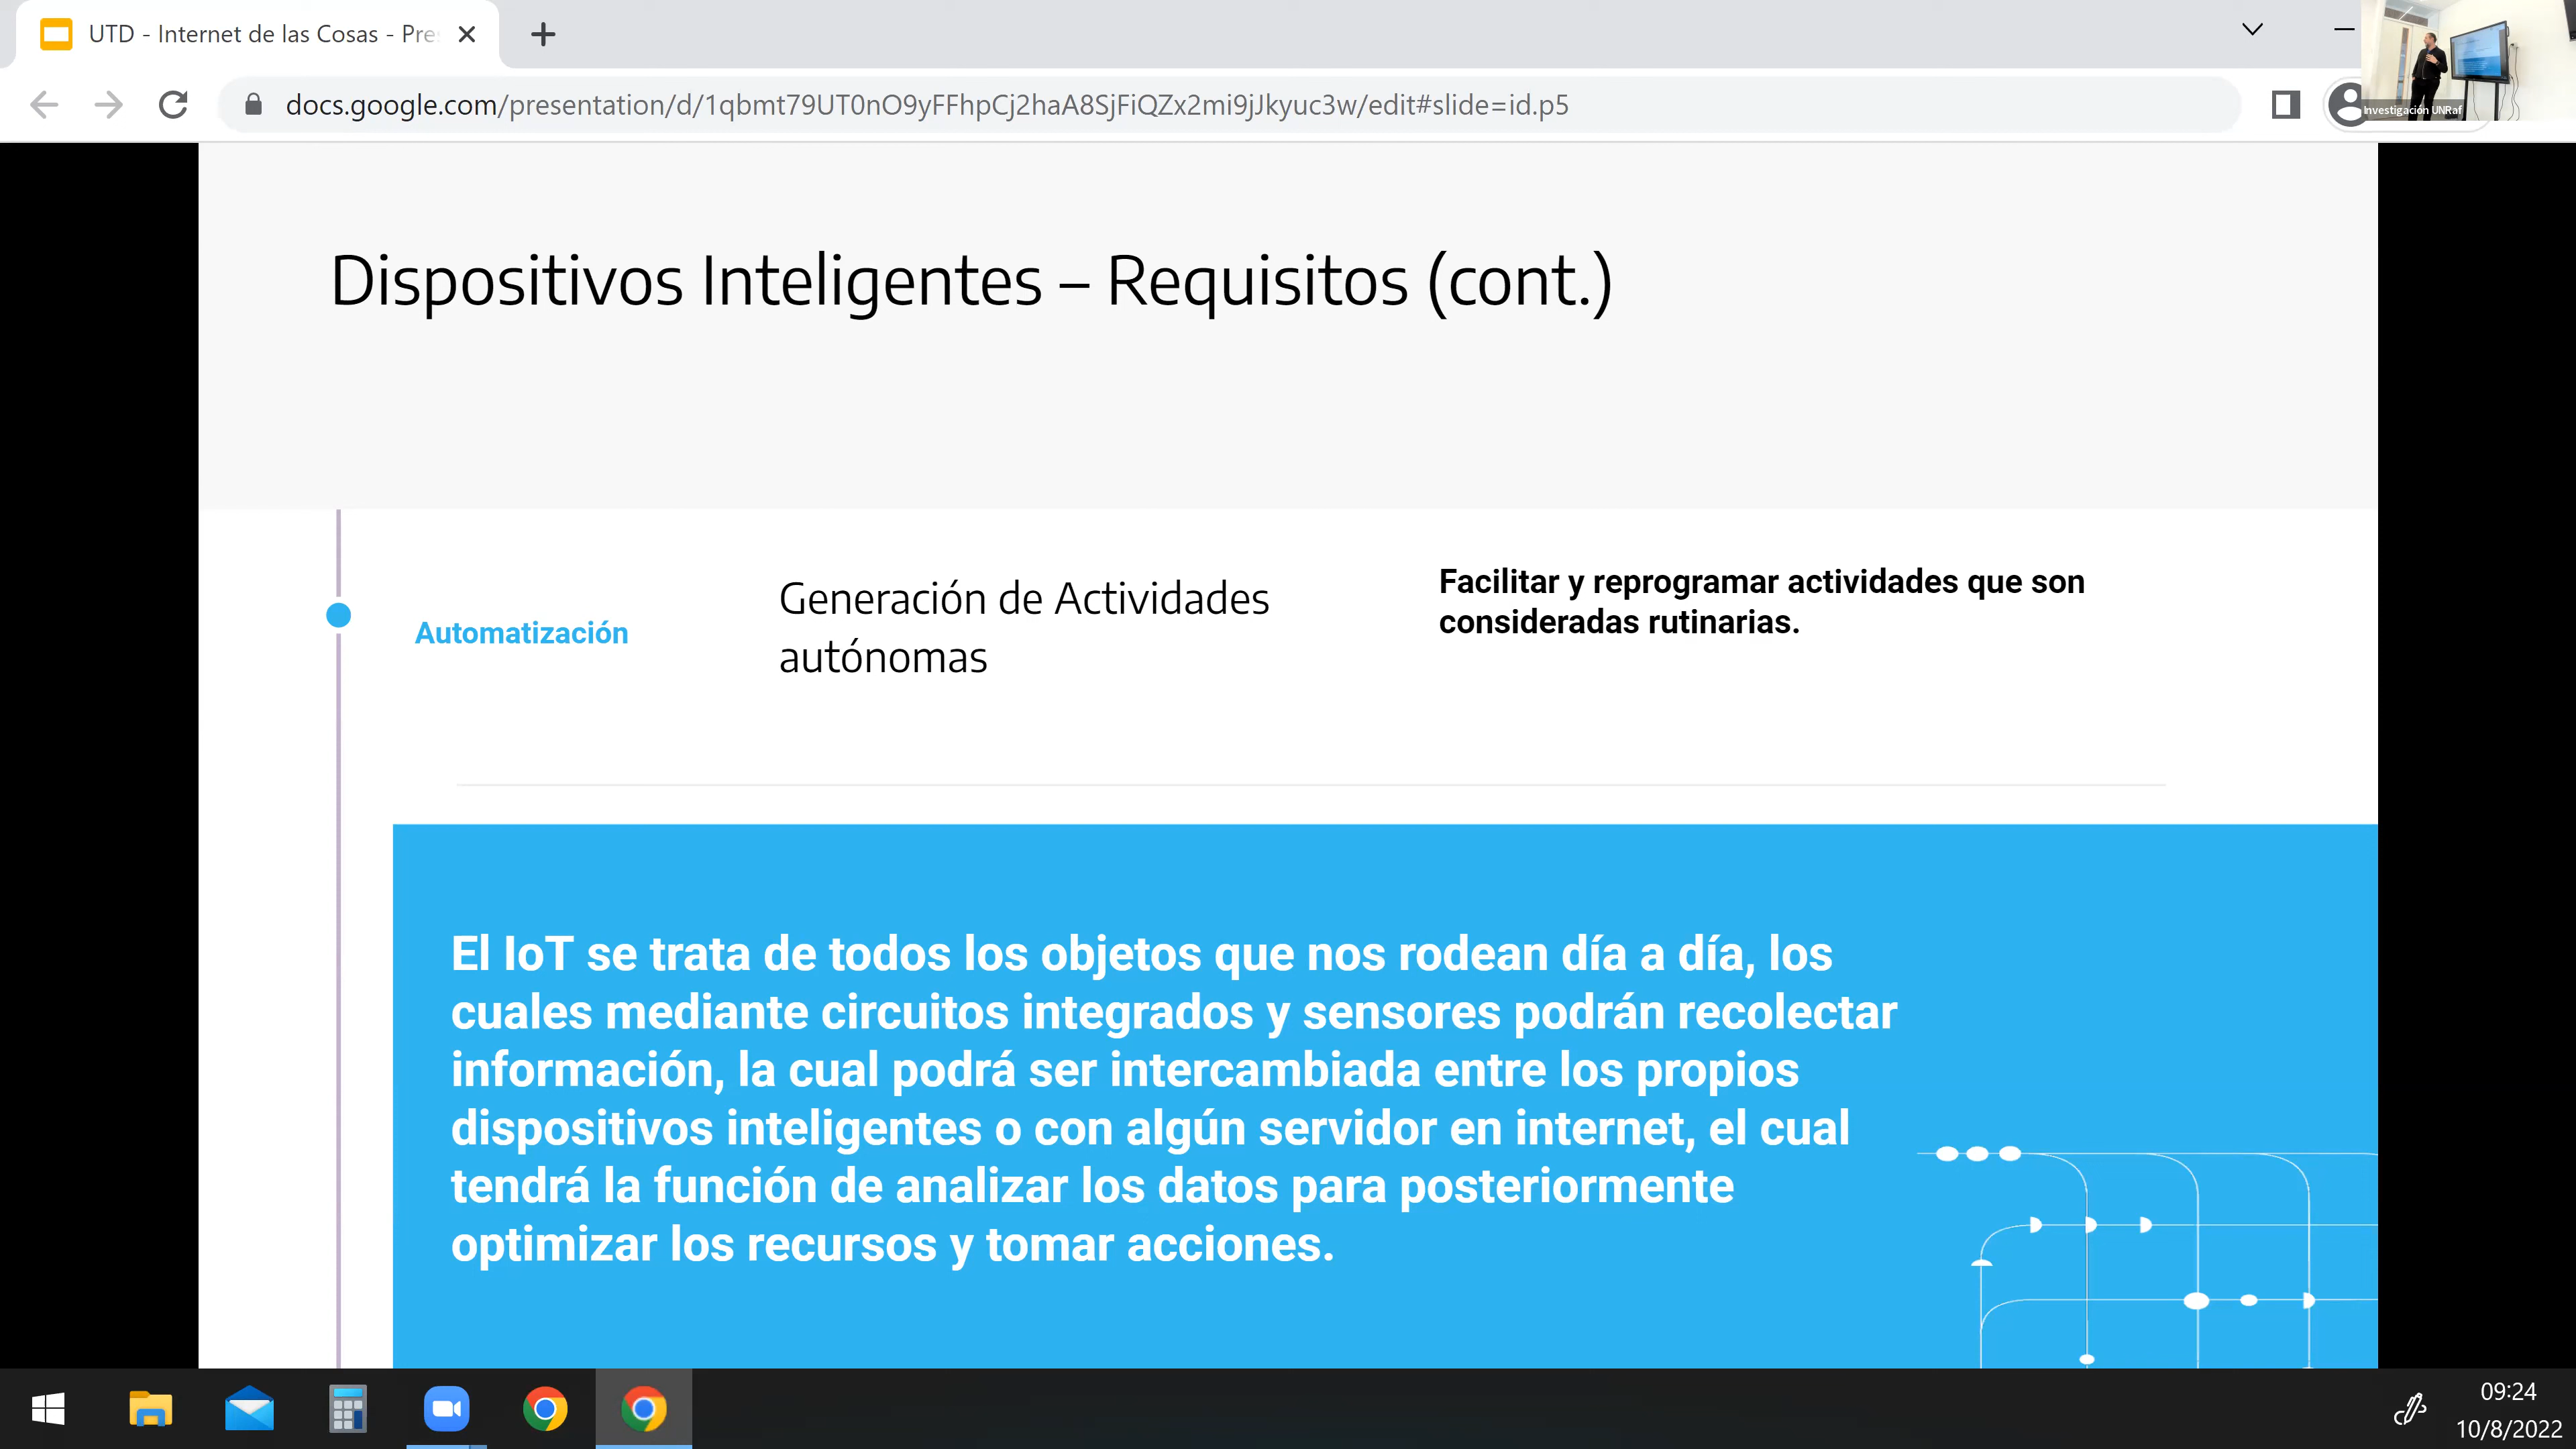 UTD - Internet de las Cosas - Pre
docs.google.com/presentation/d/1qbmt79UT0nO9yFFhpCj2haA8SjFiQZx2mi9jJkyuc3w/edit#slide=id.p5
Investigación UNRaf
Dispositivos Inteligentes – Requisitos (cont.)
Automatización
Generación de Actividades
autónomas
Facilitar y reprogramar actividades que son
consideradas rutinarias.
El IoT se trata de todos los objetos que nos rodean día a día, los
cuales mediante circuitos integrados y sensores podrán recolectar
información, la cual podrá ser intercambiada entre los propios
dispositivos inteligentes o con algún servidor en internet, el cual
tendrá la función de analizar los datos para posteriormente
optimizar los recursos y tomar acciones.
09:24
10/8/2022